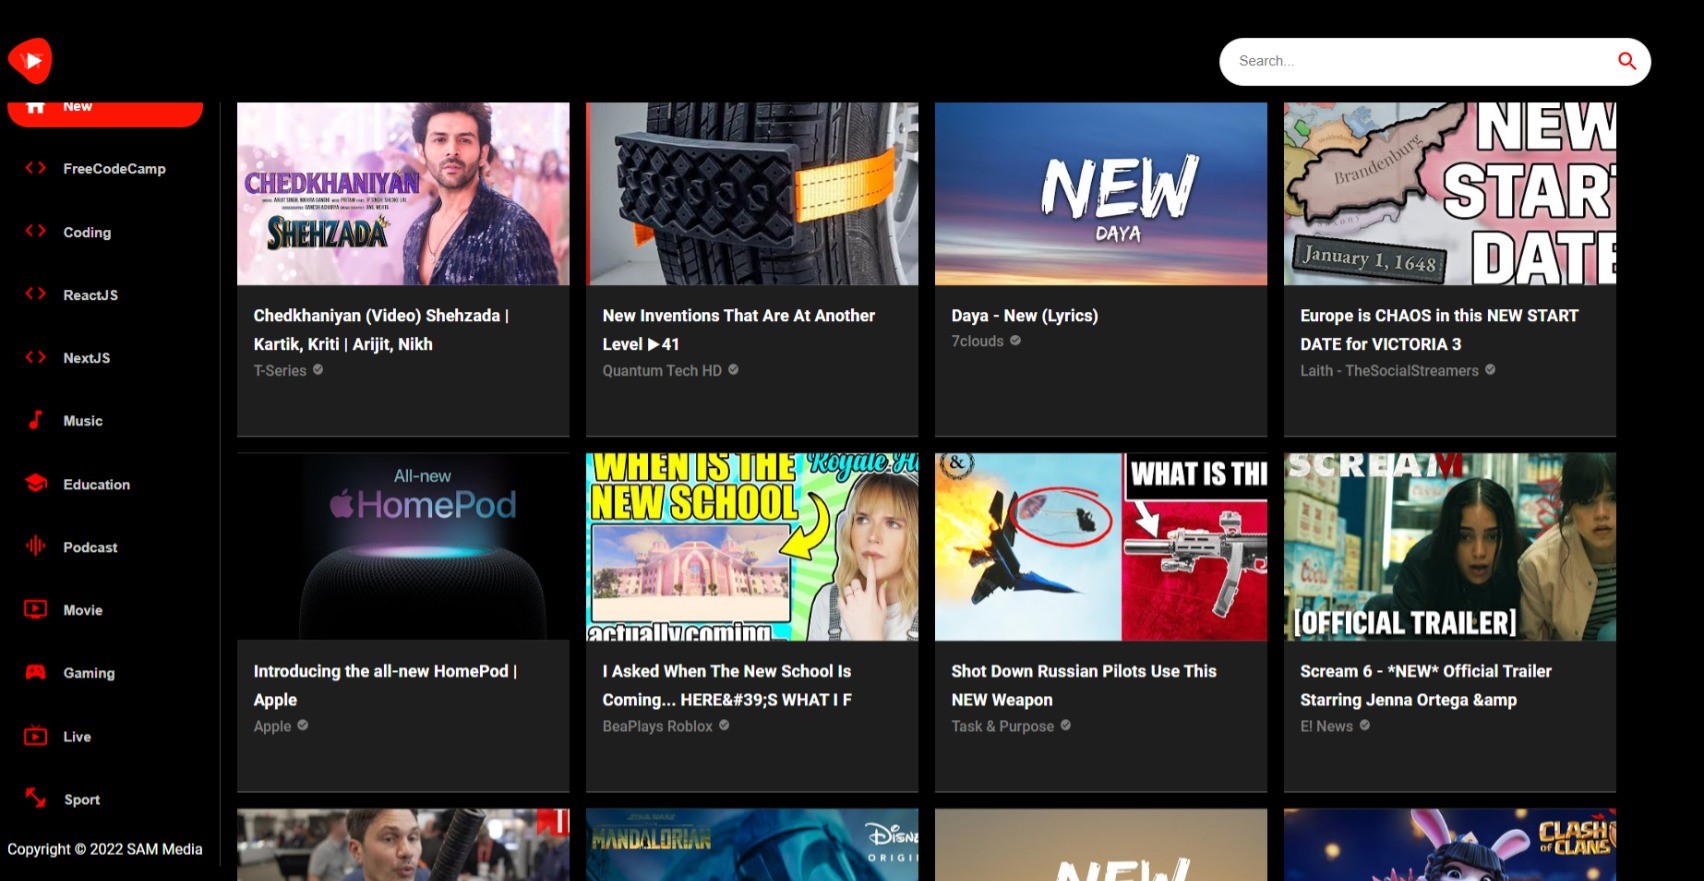 Search...
New
FreeCodeCamp
Coding
ReactJS
NextJS
Music
Education
Podcast
Movie
Gaming
Live
Sport
Copyright © 2022 SAM Media
CHEDKHANIYAN
SHEHZADA
Chedkhaniyan (Video) Shehzada |
Kartik, Kriti | Arijit, Nikh
T-Series
New Inventions That Are At Another
Level ▶41
Quantum Tech HD
NEW
DAYA
Daya - New (Lyrics)
7clouds
Brandenburg
January 1, 1648
NEW
START
DATE
Europe is CHAOS in this NEW START
DATE for VICTORIA 3
Laith - TheSocialStreamers
All-new
HomePod
Introducing the all-new HomePod |
Apple
Apple
WHEN IS THE
NEW SCHOOL
Royale Hi
actually coming...
I Asked When The New School Is
Coming... HERE&#39;S WHAT I F
BeaPlays Roblox
&
WHAT IS THI
Shot Down Russian Pilots Use This
NEW Weapon
Task & Purpose
SCREAM
[OFFICIAL TRAILER]
Scream 6 - *NEW* Official Trailer
Starring Jenna Ortega &amp
E! News
STAR WARS
MANDALORIAN
Disne
ORIGI
NEW
CLASH
OF CLANS